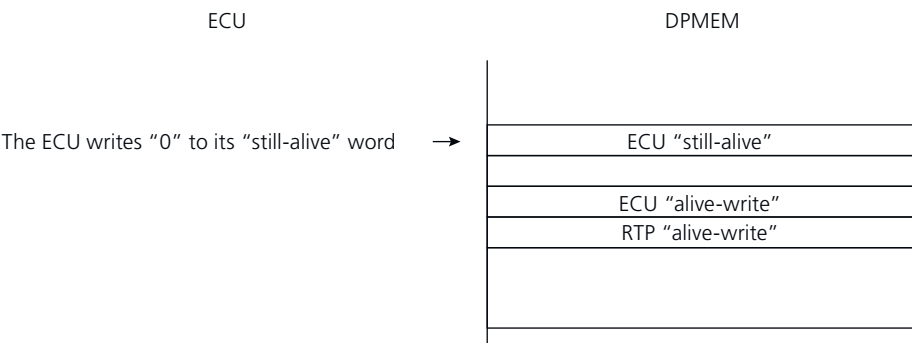 ECU
DPMEM
The ECU writes “0” to its “still-alive” word
ECU “still-alive”
ECU “alive-write”
RTP “alive-write”